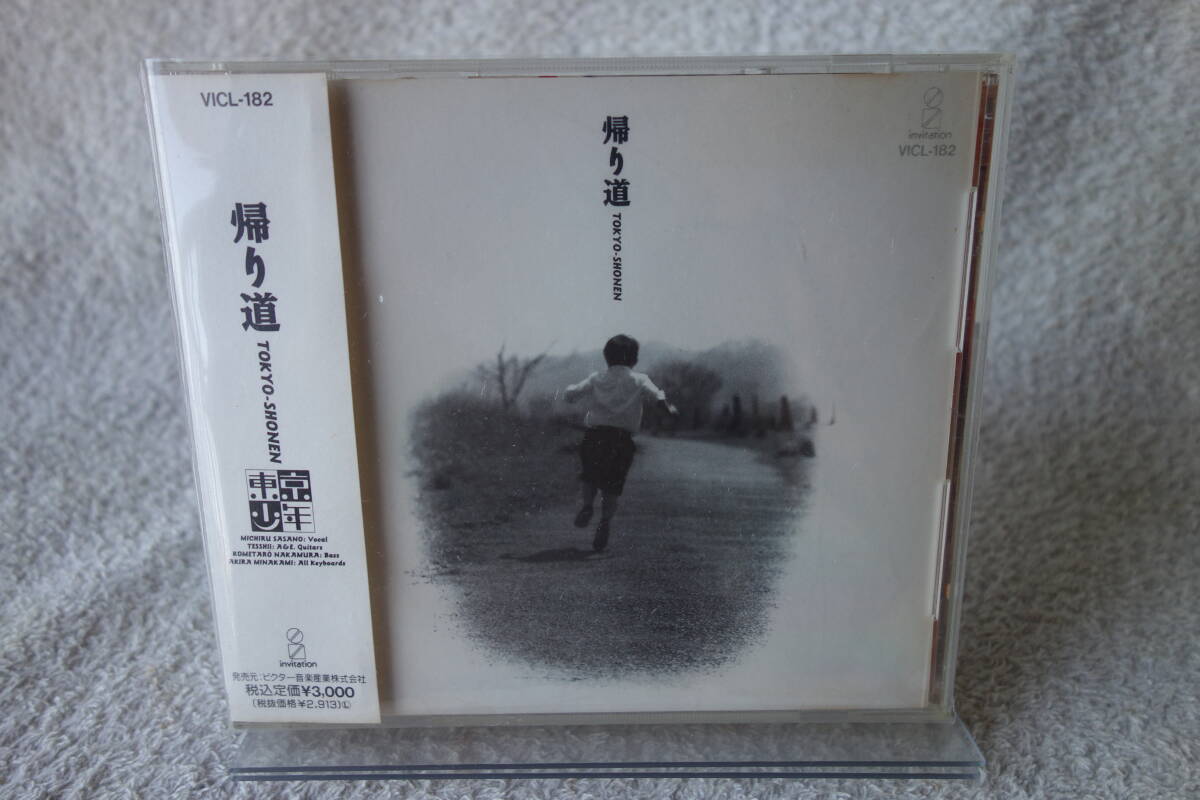 VICL-182
帰り道
TOKYO-SHONEN
東京
少年
MICHIRU SASANO: Vocal
TESSHII: A&E. Guitars
KOMETARO NAKAMURA: Bass
AKIRA MINAKAMI: All Keyboards
invitation
発売元:ビクター音楽産業株式会社
税込定価¥3,000
(税抜価格¥2,913)Ⓛ
帰り道
TOKYO-SHONEN
invitation
VICL-182